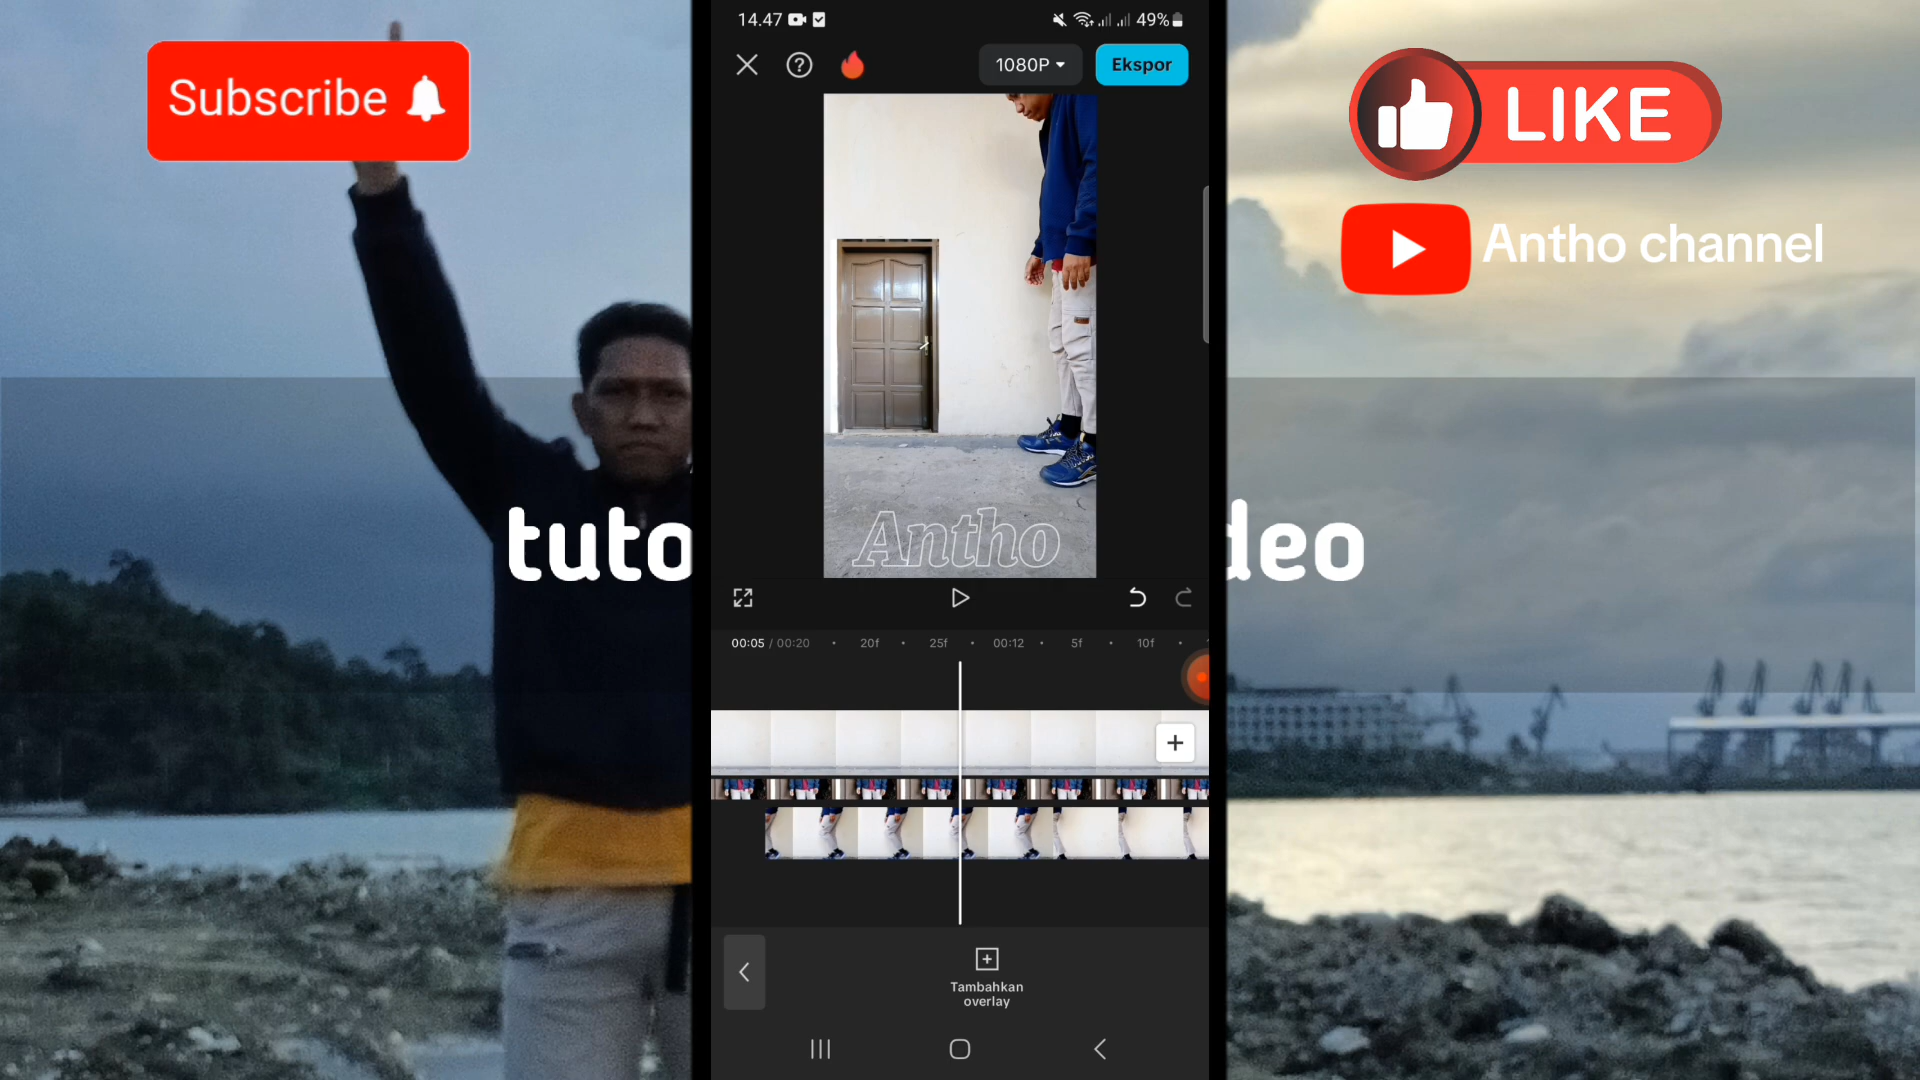 Subscribe
14.47
49%
1080P
Ekspor
LIKE
Antho channel
tuto
deo
Antho
00:05 / 00:20
20f
25f
00:12
5f
10f
Tambahkan
overlay